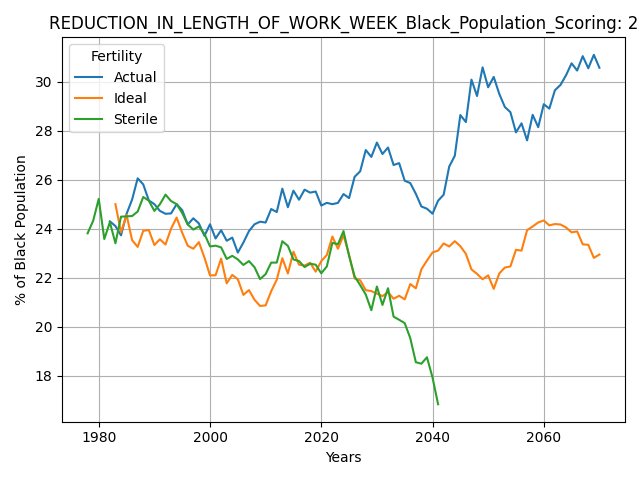 REDUCTION_IN_LENGTH_OF_WORK_WEEK_Black_Population_Scoring: 2
Fertility
Actual
Ideal
Sterile
% of Black Population
30
28
26
24
22
20
18
1980
2000
2020
2040
2060
Years